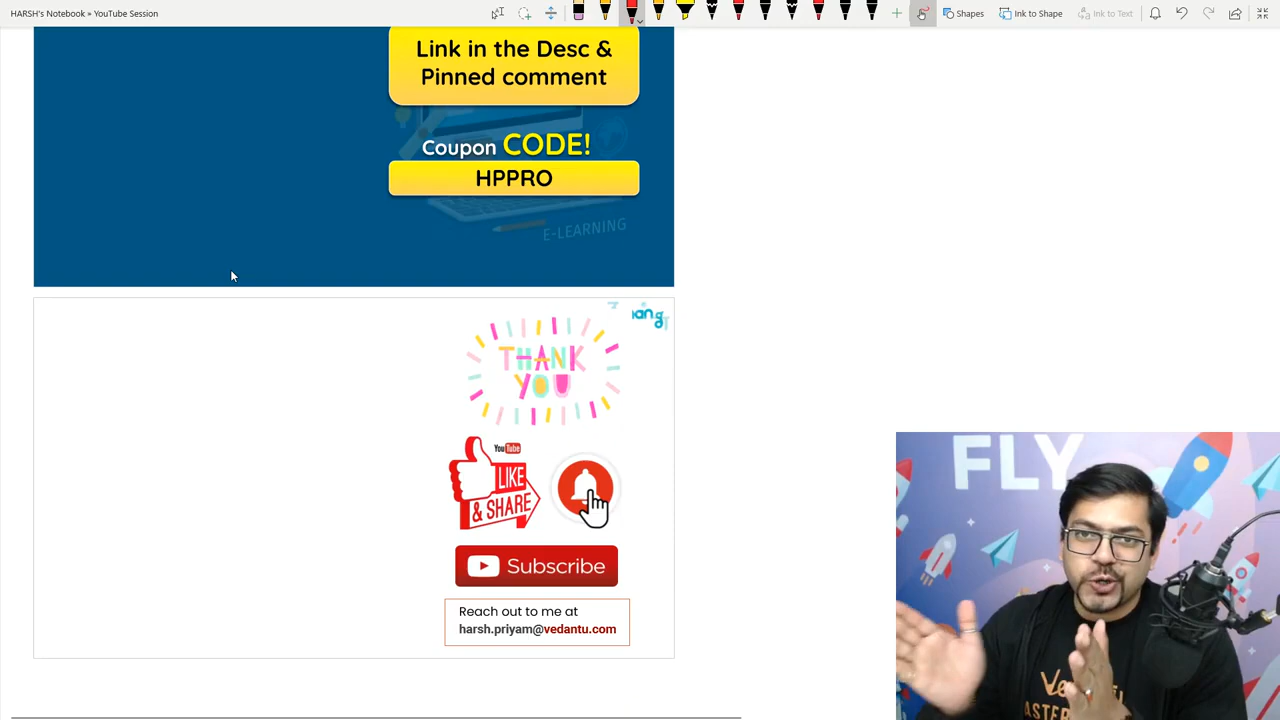 HARSH's Notebook » YouTube Session
Shapes
Ink to Shape
Ink to Text
Link in the Desc &
Pinned comment
Coupon CODE!
HPPRO
E-LEARNING
THANK
YOU
YouTube
LIKE
& SHARE
Subscribe
Reach out to me at
harsh.priyam@vedantu.com
FLY